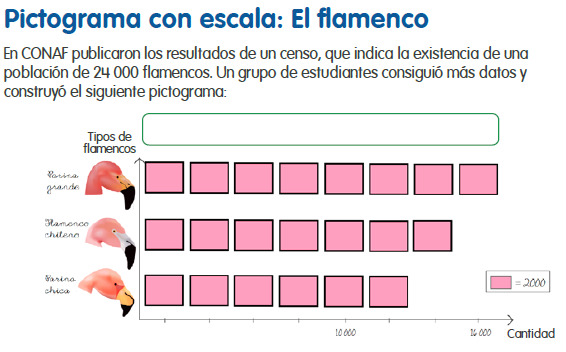 Pictograma con escala: El flamenco
En CONAF publicaron los resultados de un censo, que indica la existencia de una
población de 24 000 flamencos. Un grupo de estudiantes consiguió más datos y
construyó el siguiente pictograma:
Tipos de
flamencos
Parina
grande
Flamenco
chileno
Parina
chica
= 2000
10 000
16 000
Cantidad